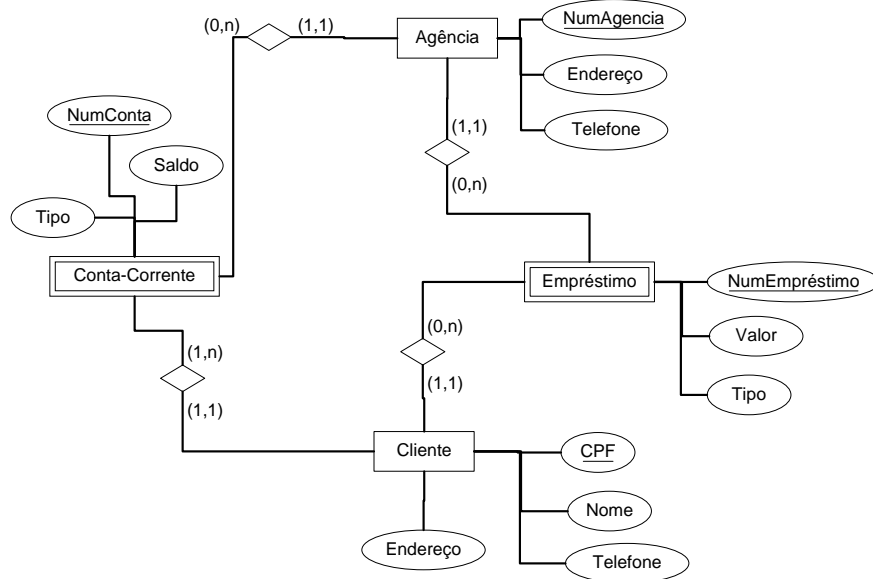 (0,n)
(1,1)
Agência
NumAgencia
Endereço
Telefone
NumConta
Saldo
Tipo
Conta-Corrente
(1,1)
(0,n)
Empréstimo
NumEmpréstimo
Valor
Tipo
(0,n)
(1,1)
(1,n)
(1,1)
Cliente
CPF
Nome
Telefone
Endereço